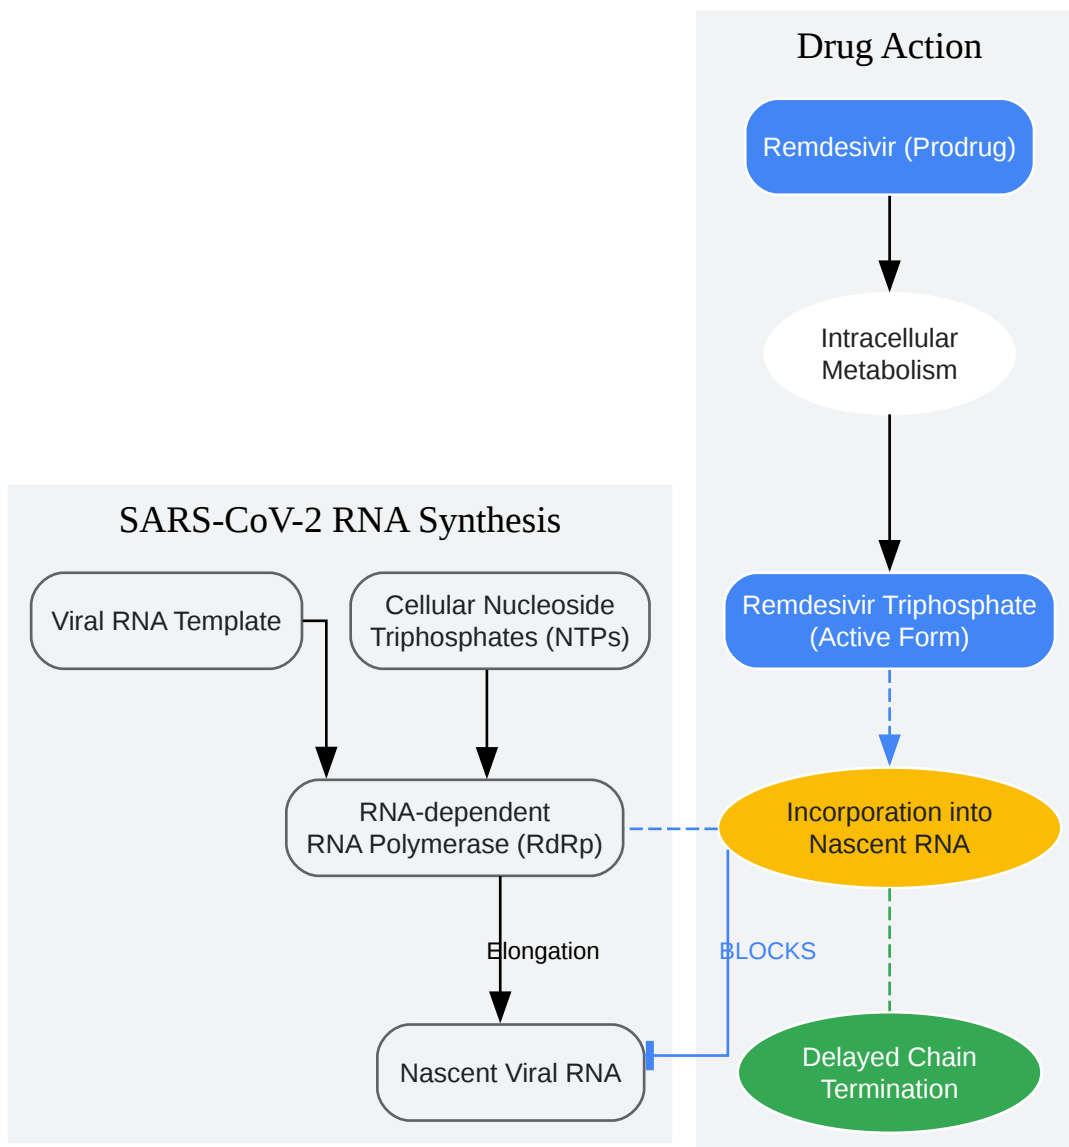 Drug Action
Remdesivir (Prodrug)
Intracellular
Metabolism
SARS-CoV-2 RNA Synthesis
Viral RNA Template
Cellular Nucleoside
Triphosphates (NTPs)
Remdesivir Triphosphate
(Active Form)
RNA-dependent
RNA Polymerase (RdRp)
Incorporation into
Nascent RNA
Elongation
BLOCKS
Nascent Viral RNA
Delayed Chain
Termination